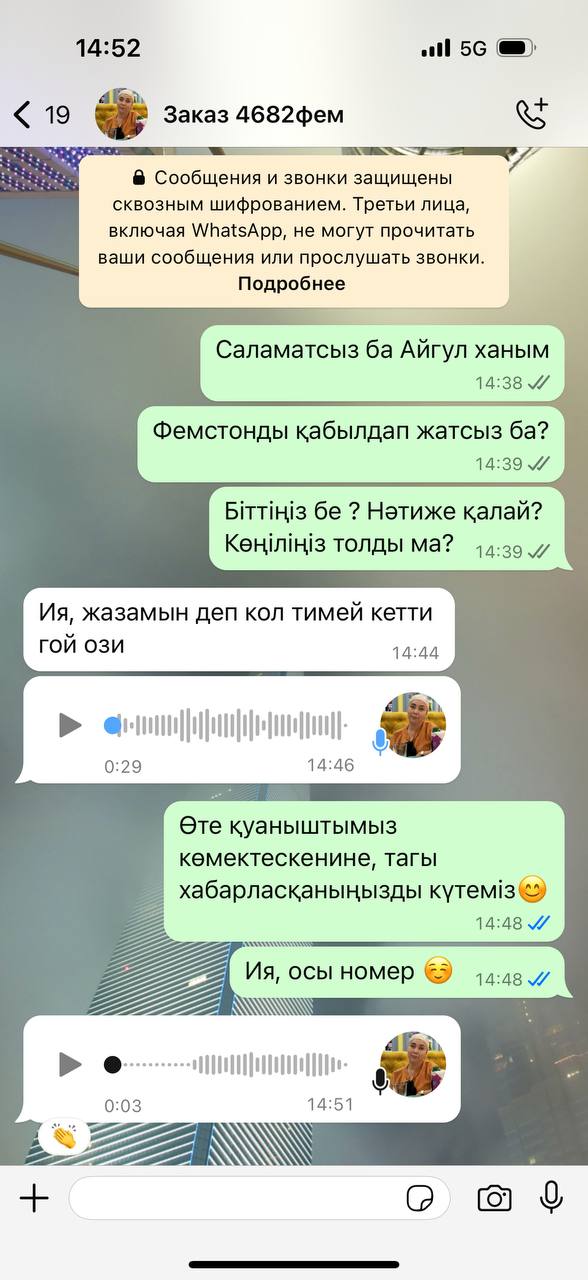 14:52
5G
19
Заказ 4682фем
Сообщения и звонки защищены
сквозным шифрованием. Третьи лица,
включая WhatsApp, не могут прочитать
ваши сообщения или прослушать звонки.
Подробнее
Саламатсыз ба Айгул ханым
14:38
Фемстонды қабылдап жатсыз ба?
14:39
Біттіңіз бе ? Нәтиже қалай?
Көңіліңіз толды ма?
14:39
Ия, жазамын деп кол тимей кетти
гой ози
14:44
0:29
14:46
Өте қуаныштымыз
көмектескенине, тагы
хабарласқаныңызды күтеміз😊
14:48
Ия, осы номер ☺️
14:48
0:03
14:51